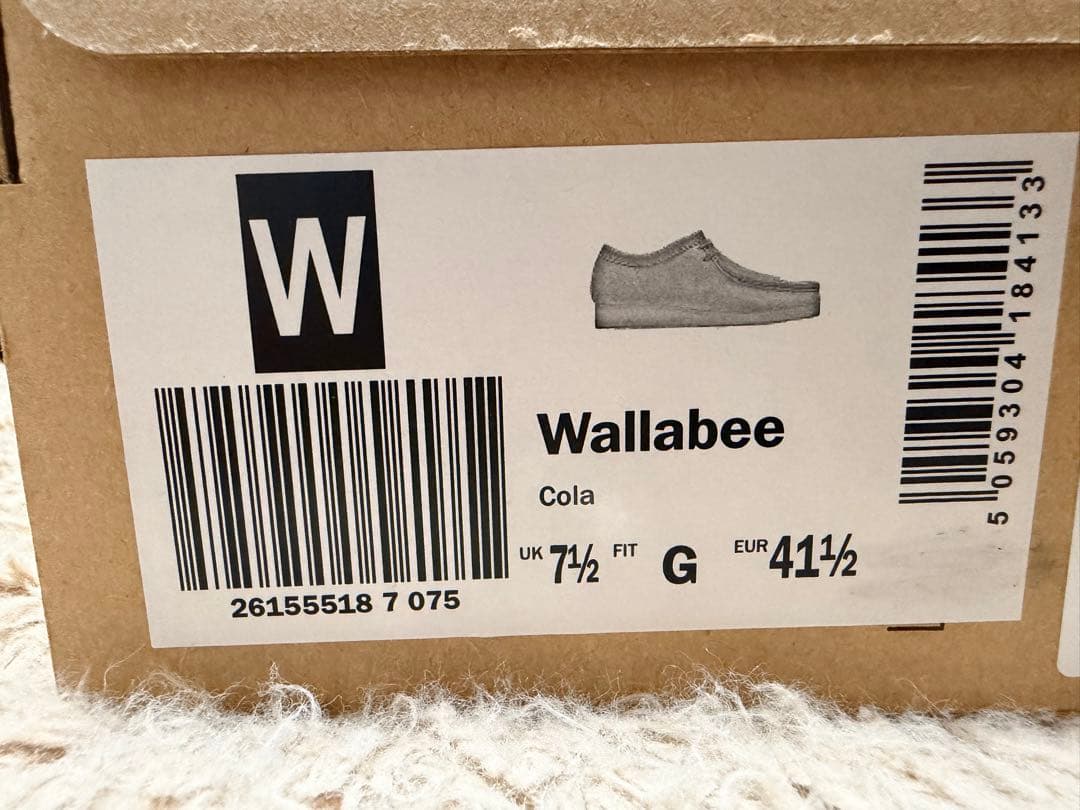 W
Wallabee
Cola
UK 7½ FIT G EUR 41½
26155518 7 075
5 059304 184133